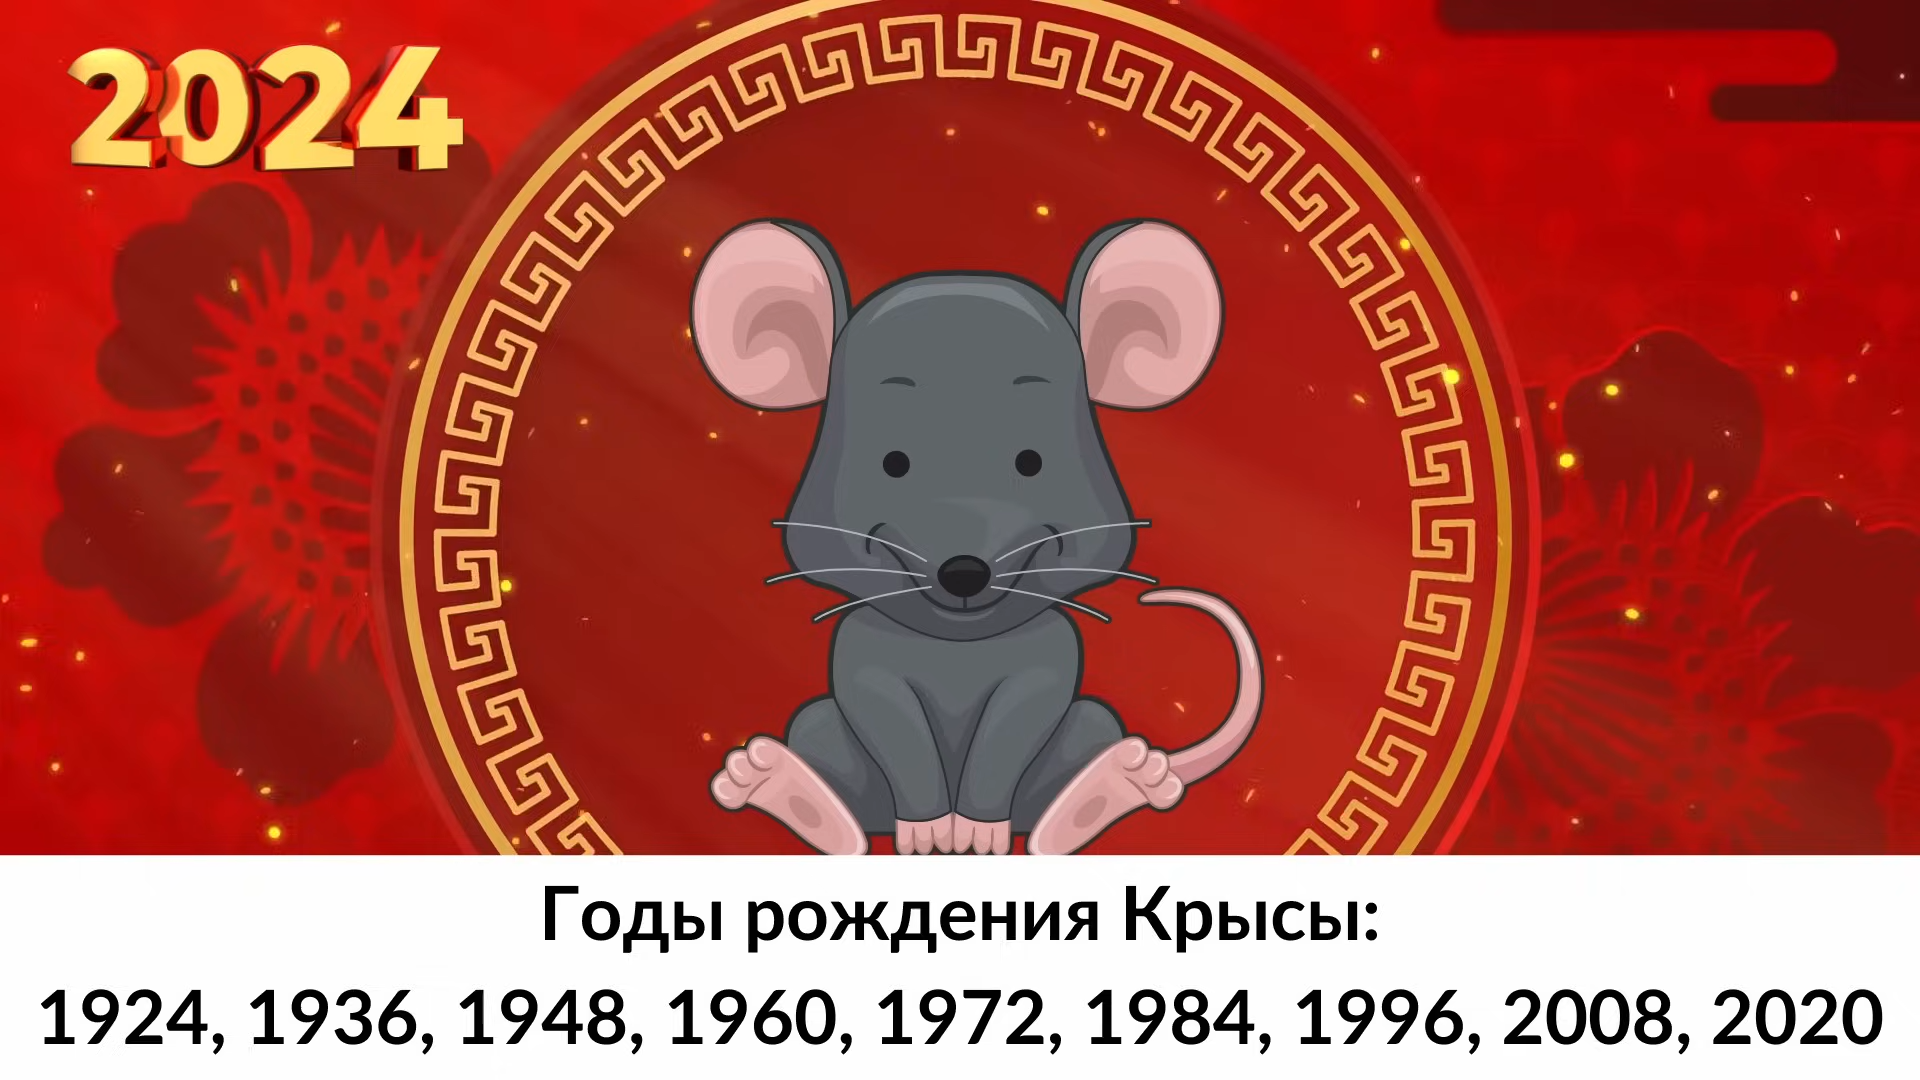 2024
Годы рождения Крысы:
1924, 1936, 1948, 1960, 1972, 1984, 1996, 2008, 2020